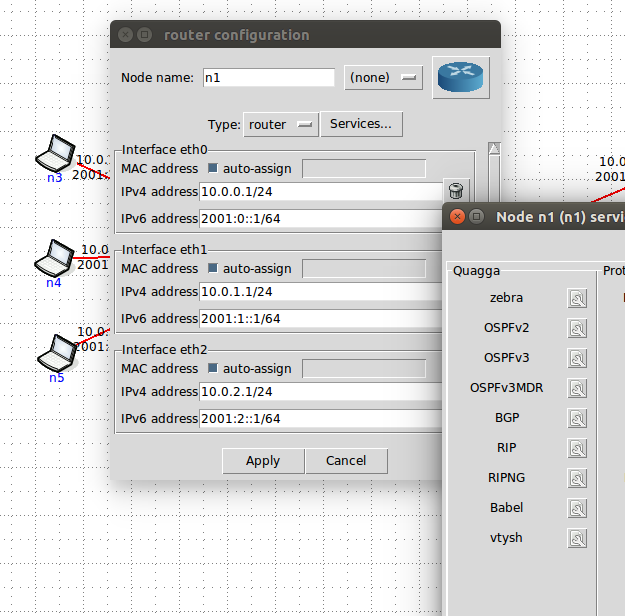 router configuration
Node name: n1 (none)
Type: router Services...
Interface eth0
MAC address auto-assign
IPv4 address 10.0.0.1/24
IPv6 address 2001:0::1/64
Interface eth1
MAC address auto-assign
IPv4 address 10.0.1.1/24
IPv6 address 2001:1::1/64
Interface eth2
MAC address auto-assign
IPv4 address 10.0.2.1/24
IPv6 address 2001:2::1/64
Apply Cancel
10.0.
2001:
n3
10.0
2001
n4
10.0.
2001:
n5
10.0
2001
Node n1 (n1) servi
Quagga
Prot
zebra
OSPFv2
OSPFv3
OSPFv3MDR
BGP
RIP
RIPNG
Babel
vtysh